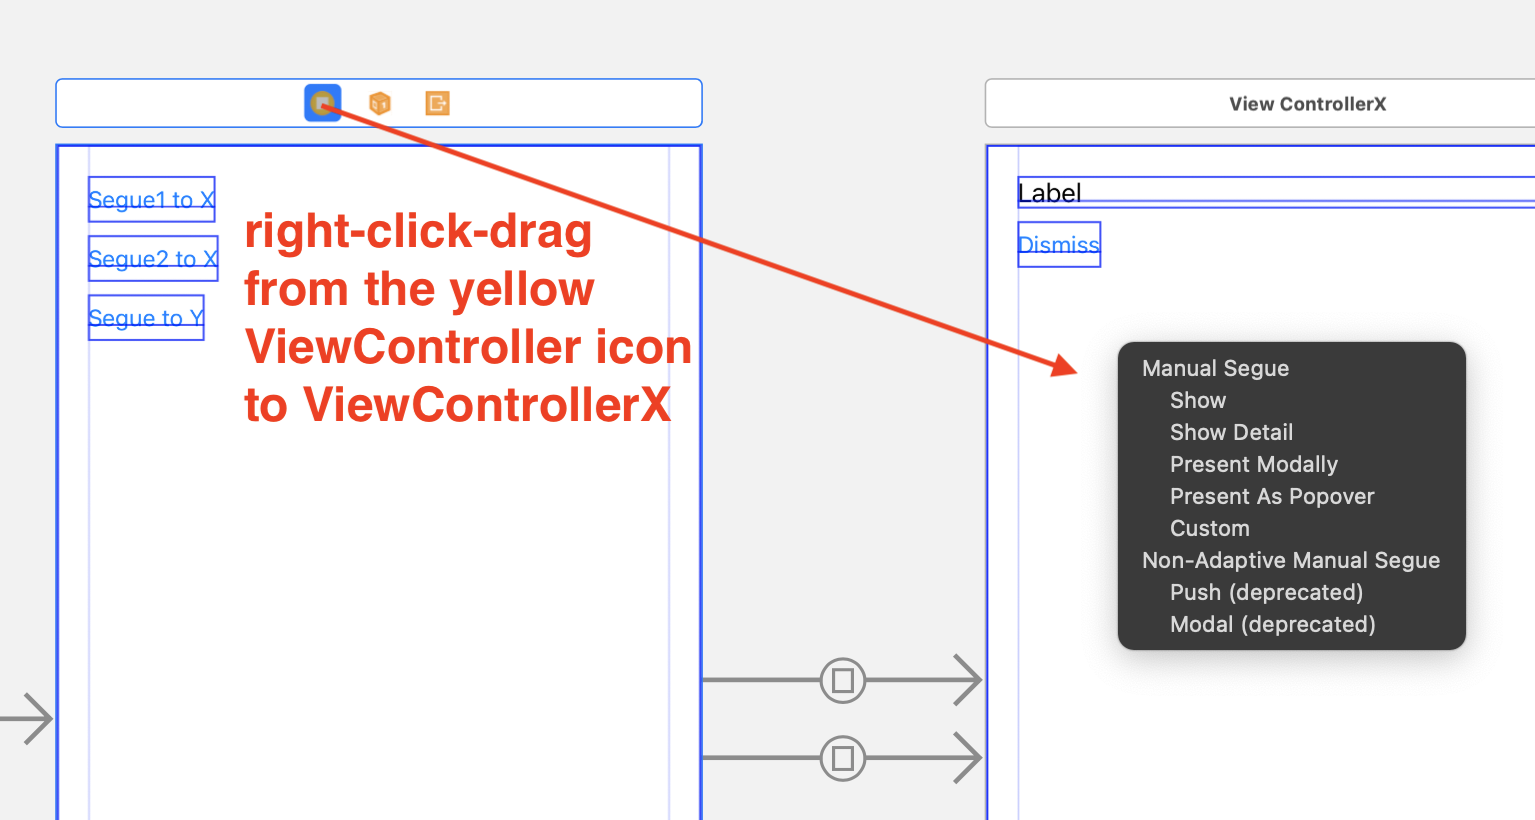 View ControllerX
Segue1 to X
Segue2 to X
Segue to Y
right-click-drag
from the yellow
ViewController icon
to ViewControllerX
Label
Dismiss
Manual Segue
Show
Show Detail
Present Modally
Present As Popover
Custom
Non-Adaptive Manual Segue
Push (deprecated)
Modal (deprecated)